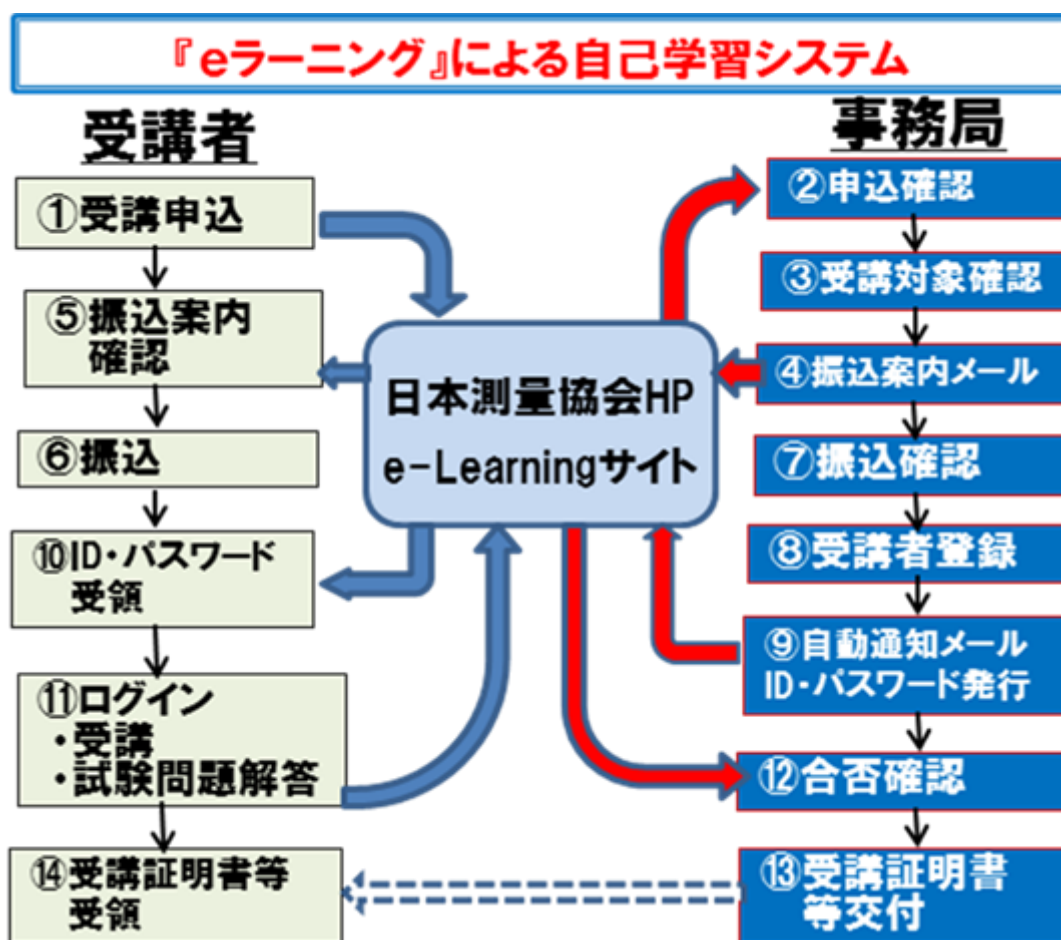 『eラーニング』による自己学習システム
受講者
①受講申込
⑤振込案内
確認
⑥振込
⑩ID・パスワード
受領
⑪ログイン
・受講
・試験問題解答
⑭受講証明書等
受領
日本測量協会HP
e-Learningサイト
事務局
②申込確認
③受講対象確認
④振込案内メール
⑦振込確認
⑧受講者登録
⑨自動通知メール
ID・パスワード発行
⑫合否確認
⑬受講証明書
等交付